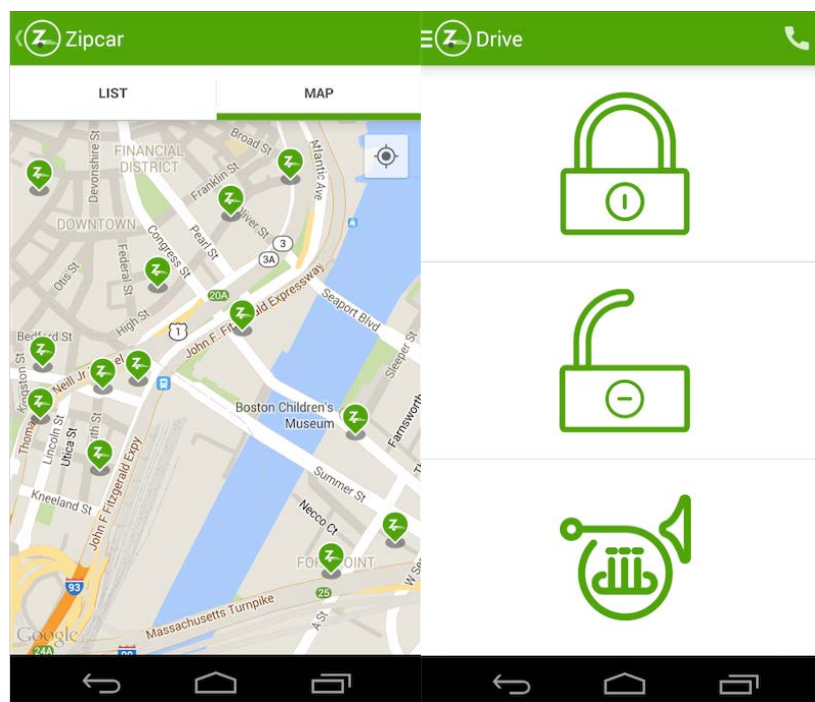 Zipcar
LIST
MAP
Broad St
Atlantic Ave
Devonshire St
FINANCIAL
DISTRICT
Franklin St
Oliver St
DOWNTOWN
Congress St
Pearl St
3
3A
Otis St
Federal St
20A
John F. Fitzgerald Expressway
Seaport Blvd
High St
1
Bedford St
Sleeper St
Kingston St
Neill Jr
Boston Children's
Museum
Farnsworth
Lincoln St
Utica St
Summer St
John F Fitzgerald Expy
Kneeland St
Necco Ct
93
25
Massachusetts Turnpike
A St
Google
24A
Drive